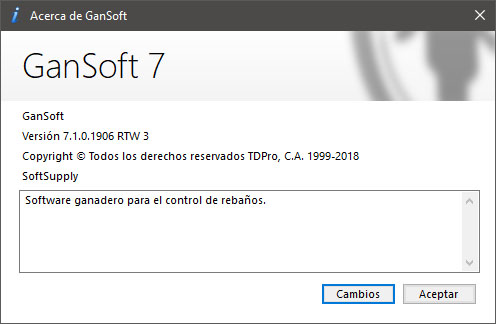 Acerca de GanSoft
GanSoft 7
GanSoft
Versión 7.1.0.1906 RTW 3
Copyright © Todos los derechos reservados TDPro, C.A. 1999-2018
SoftSupply
Software ganadero para el control de rebaños.
Cambios
Aceptar